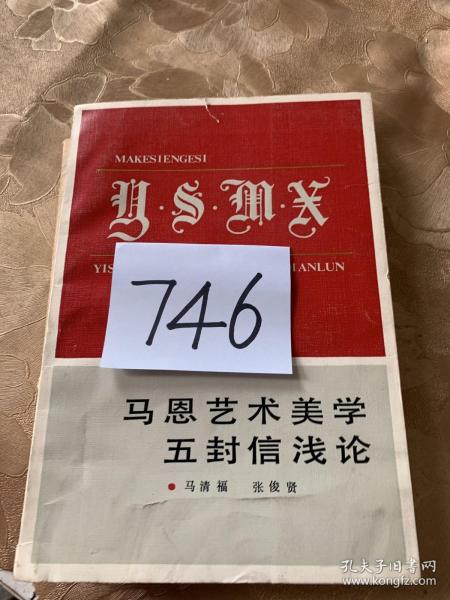 MAKESIENGESI
Y·S·M·X
YIS
IANLUN
746
马恩艺术美学
五封信浅论
马清福 张俊贤
孔夫子旧书网
www.kongfz.com